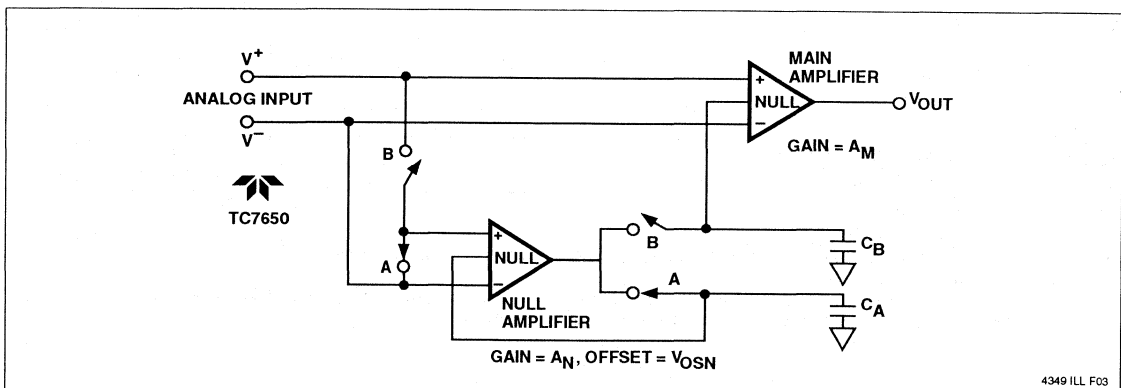 V+
ANALOG INPUT
V−
TC7650
B
A
+
NULL
−
NULL
AMPLIFIER
GAIN = AN, OFFSET = VOSN
MAIN
AMPLIFIER
+
NULL
−
VOUT
GAIN = AM
B
A
CB
CA
4349 ILL F03